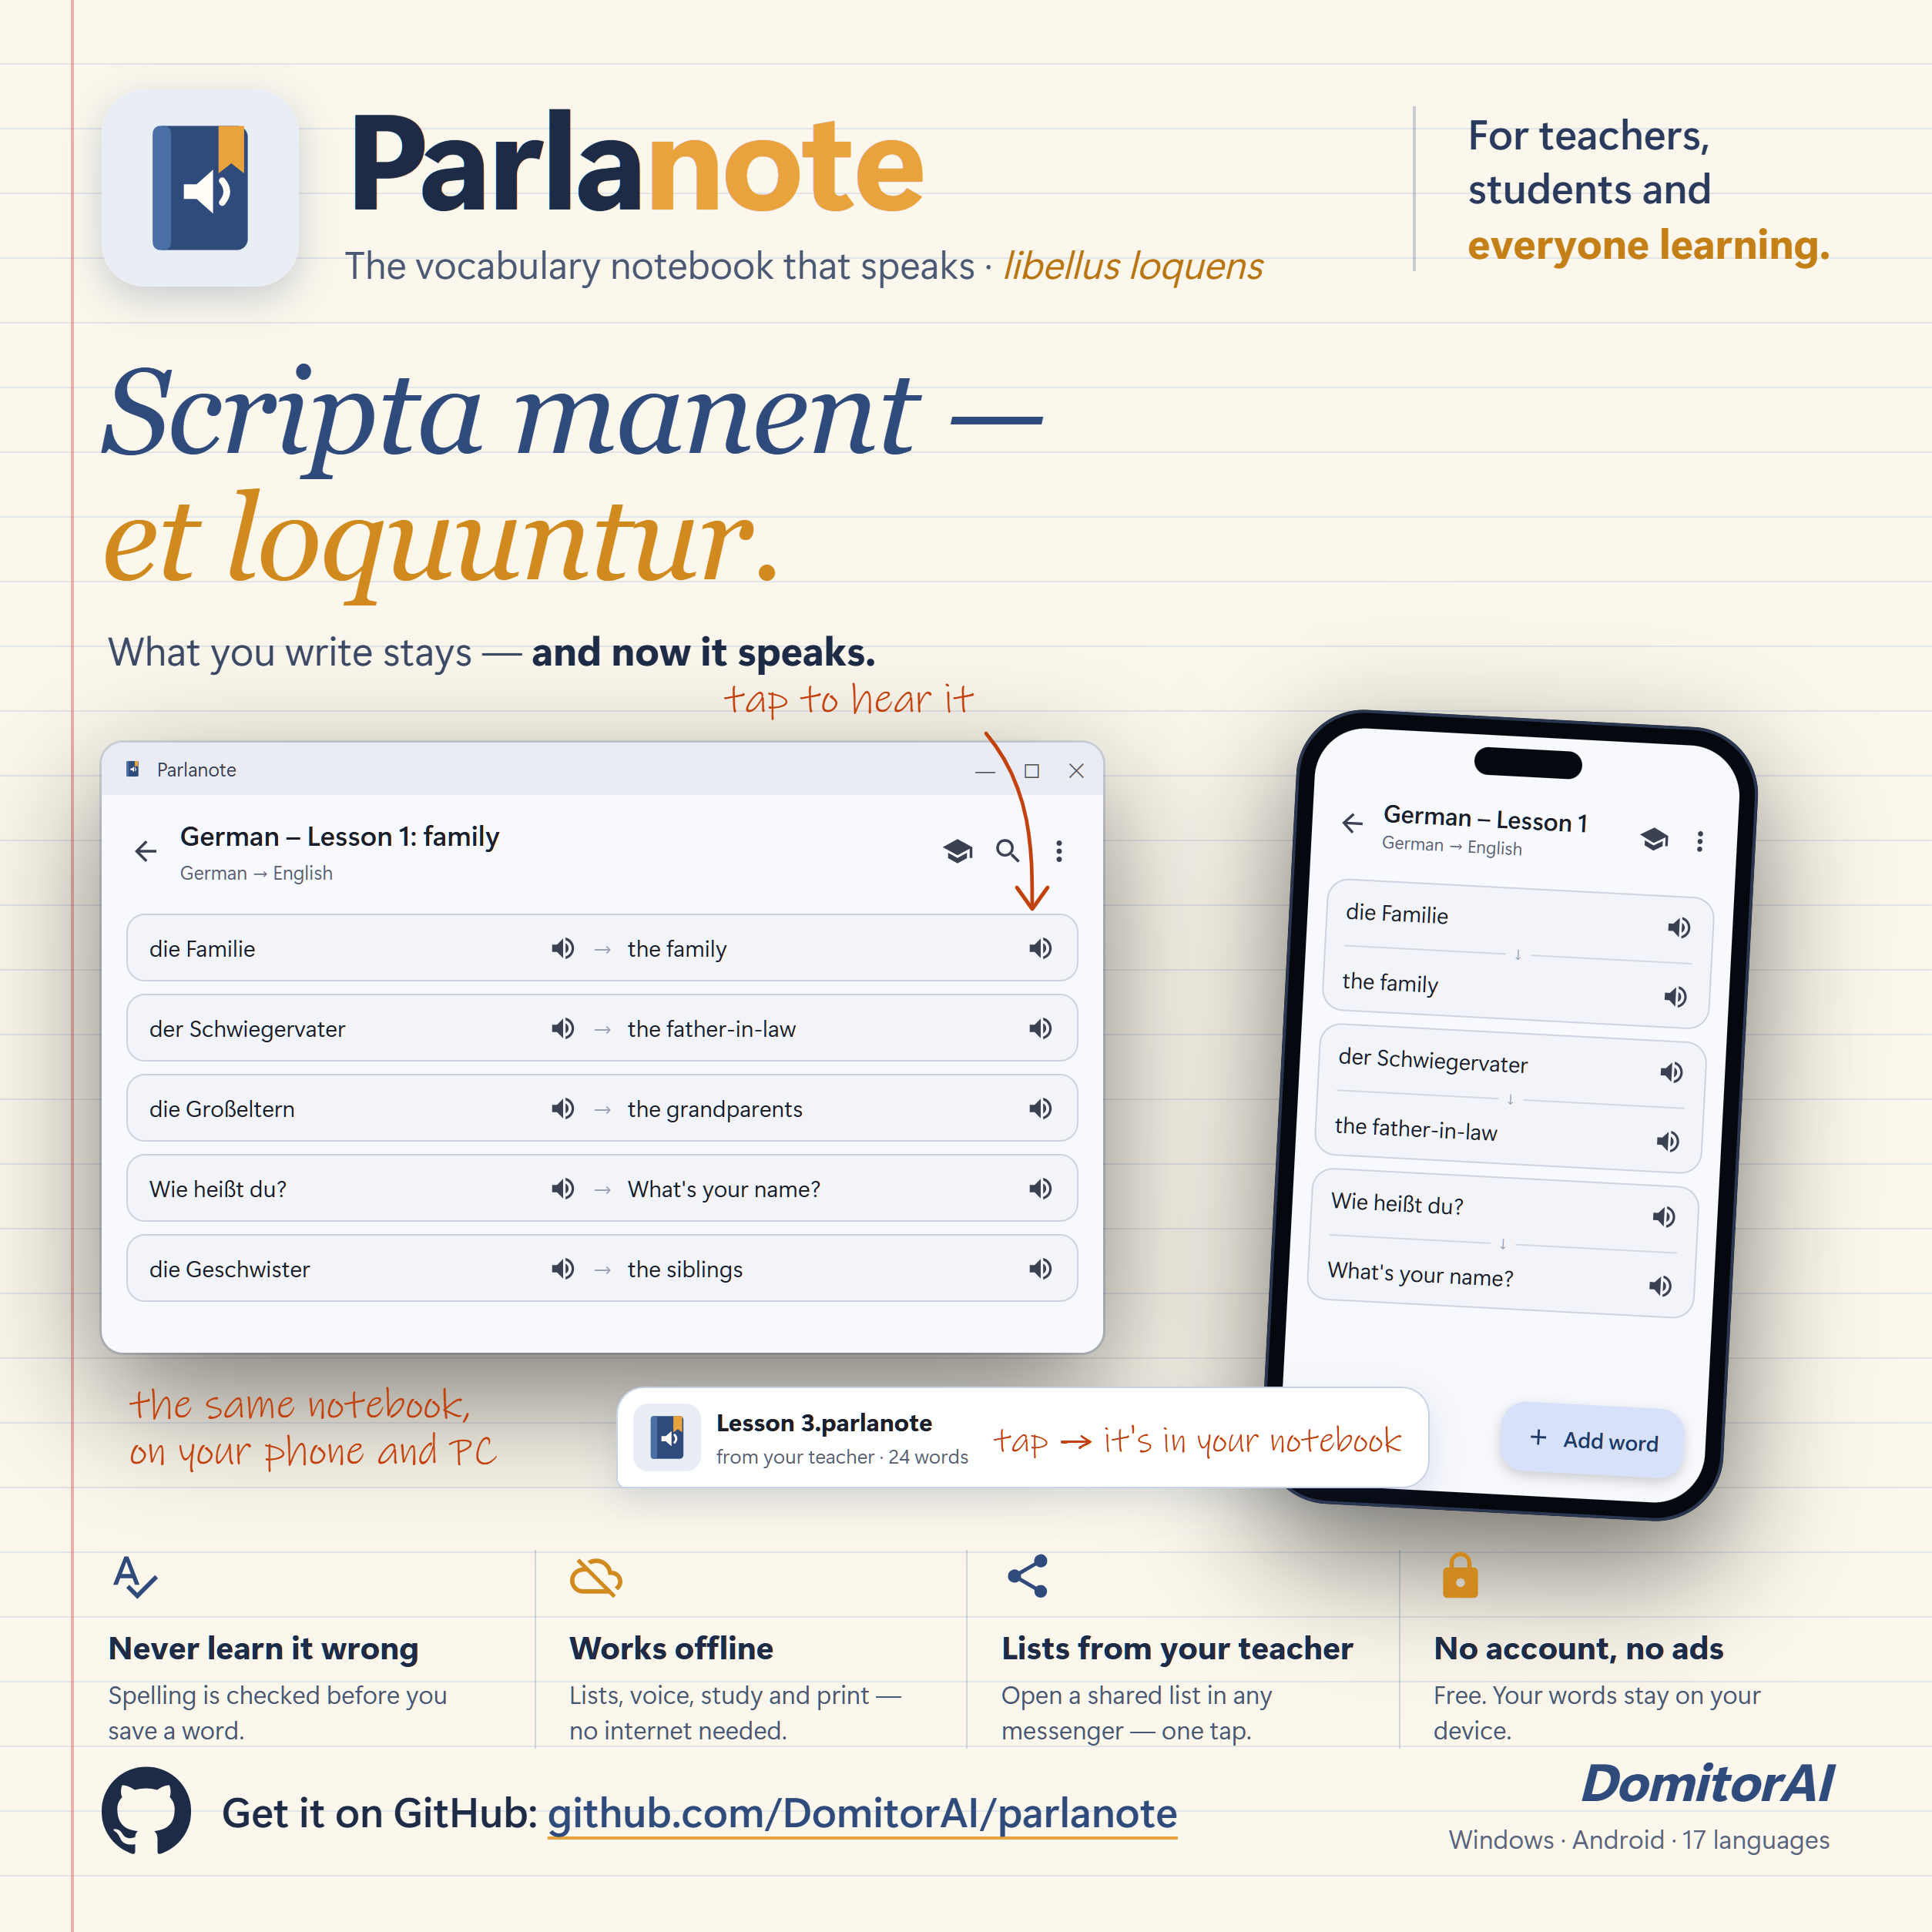 Parlanote
The vocabulary notebook that speaks · libellus loquens
For teachers,
students and
everyone learning.
Scripta manent —
et loquuntur.
What you write stays — and now it speaks.
tap to hear it
Parlanote
German – Lesson 1: family
German → English
die Familie → the family
der Schwiegervater → the father-in-law
die Großeltern → the grandparents
Wie heißt du? → What's your name?
die Geschwister → the siblings
German – Lesson 1
German → English
die Familie
↓
the family
der Schwiegervater
↓
the father-in-law
Wie heißt du?
↓
What's your name?
+ Add word
the same notebook,
on your phone and PC
Lesson 3.parlanote
from your teacher · 24 words
tap → it's in your notebook
Never learn it wrong
Spelling is checked before you
save a word.
Works offline
Lists, voice, study and print —
no internet needed.
Lists from your teacher
Open a shared list in any
messenger — one tap.
No account, no ads
Free. Your words stay on your
device.
Get it on GitHub: github.com/DomitorAI/parlanote
DomitorAI
Windows · Android · 17 languages